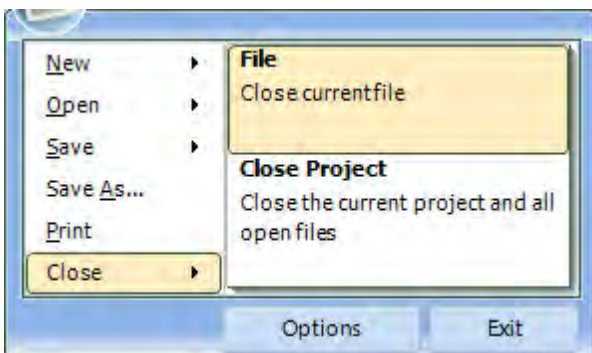 New
Open
Save
Save As...
Print
Close
File
Close currentfile
Close Project
Close the current project and all
open files
Options
Exit